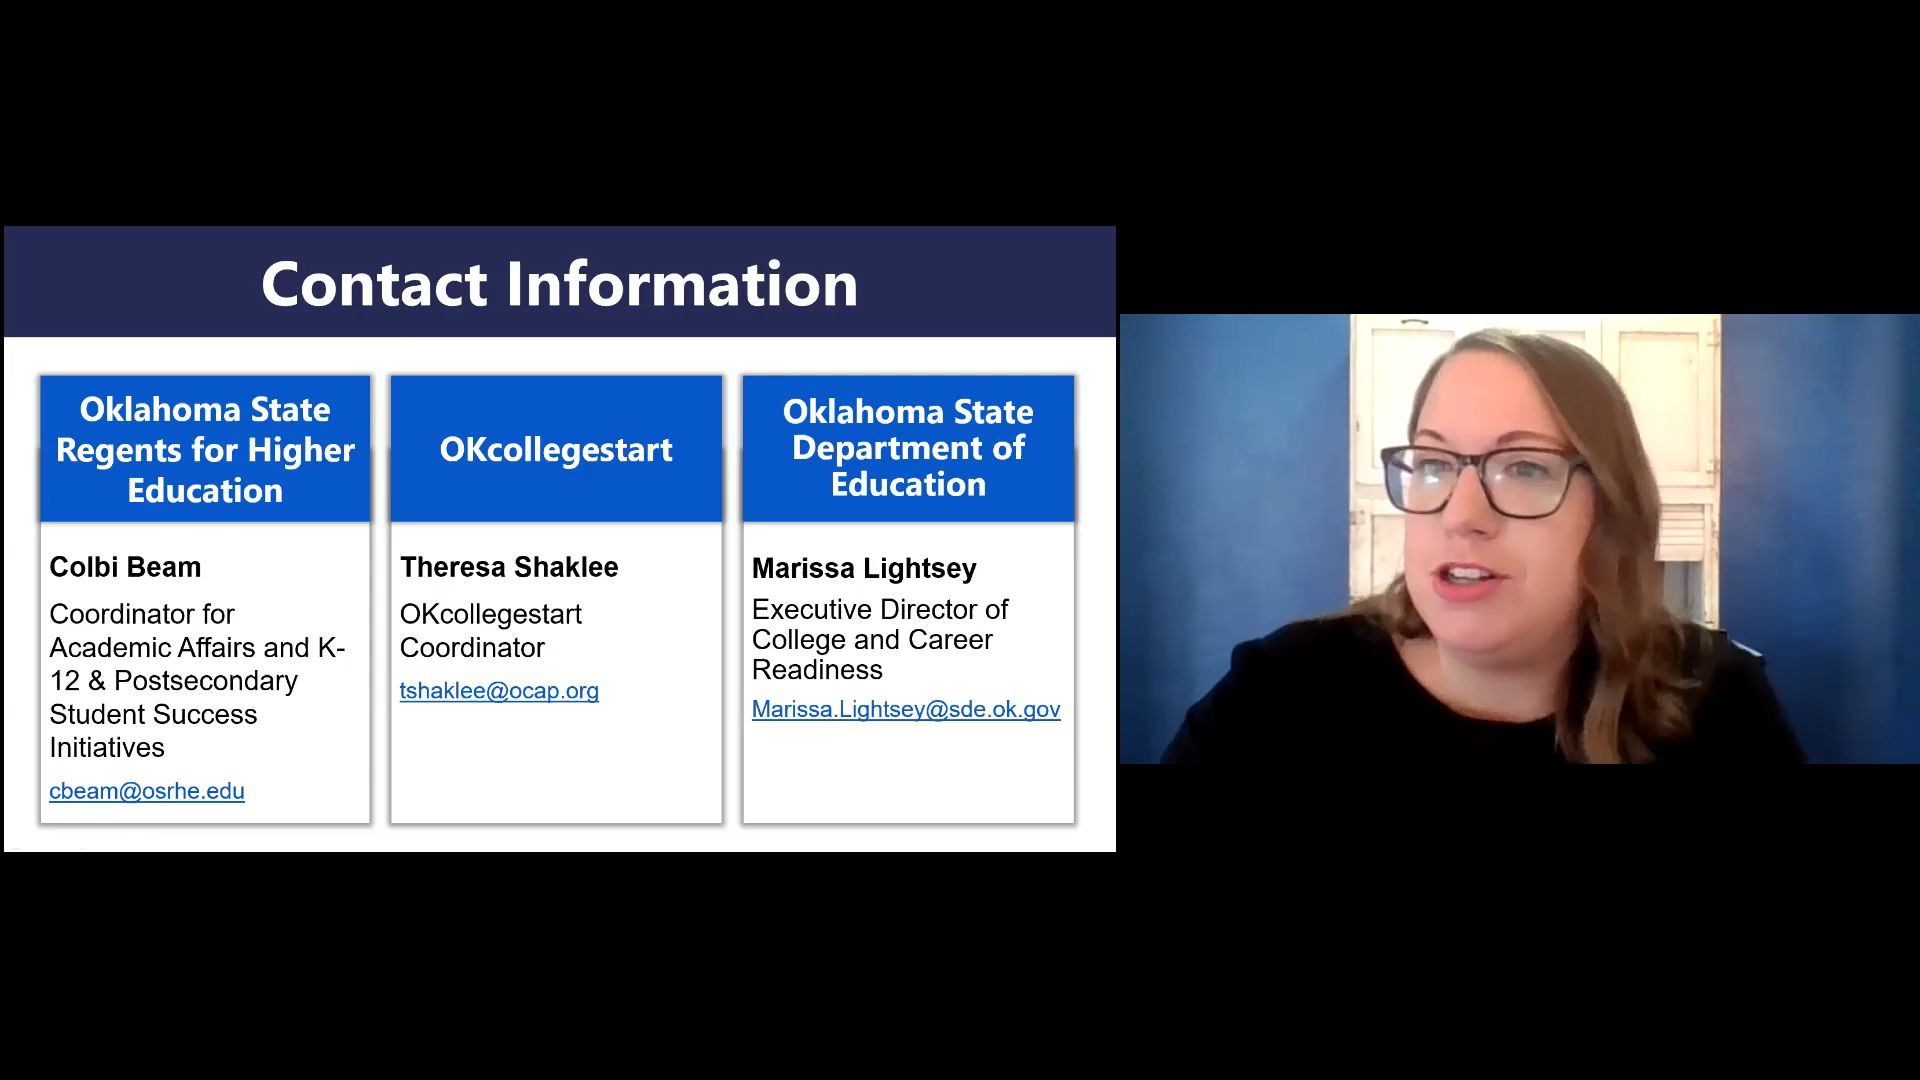 Contact Information
Oklahoma State
Regents for Higher
Education
Colbi Beam
Coordinator for
Academic Affairs and K-
12 & Postsecondary
Student Success
Initiatives
cbeam@osrhe.edu
OKcollegestart
Theresa Shaklee
OKcollegestart
Coordinator
tshaklee@ocap.org
Oklahoma State
Department of
Education
Marissa Lightsey
Executive Director of
College and Career
Readiness
Marissa.Lightsey@sde.ok.gov